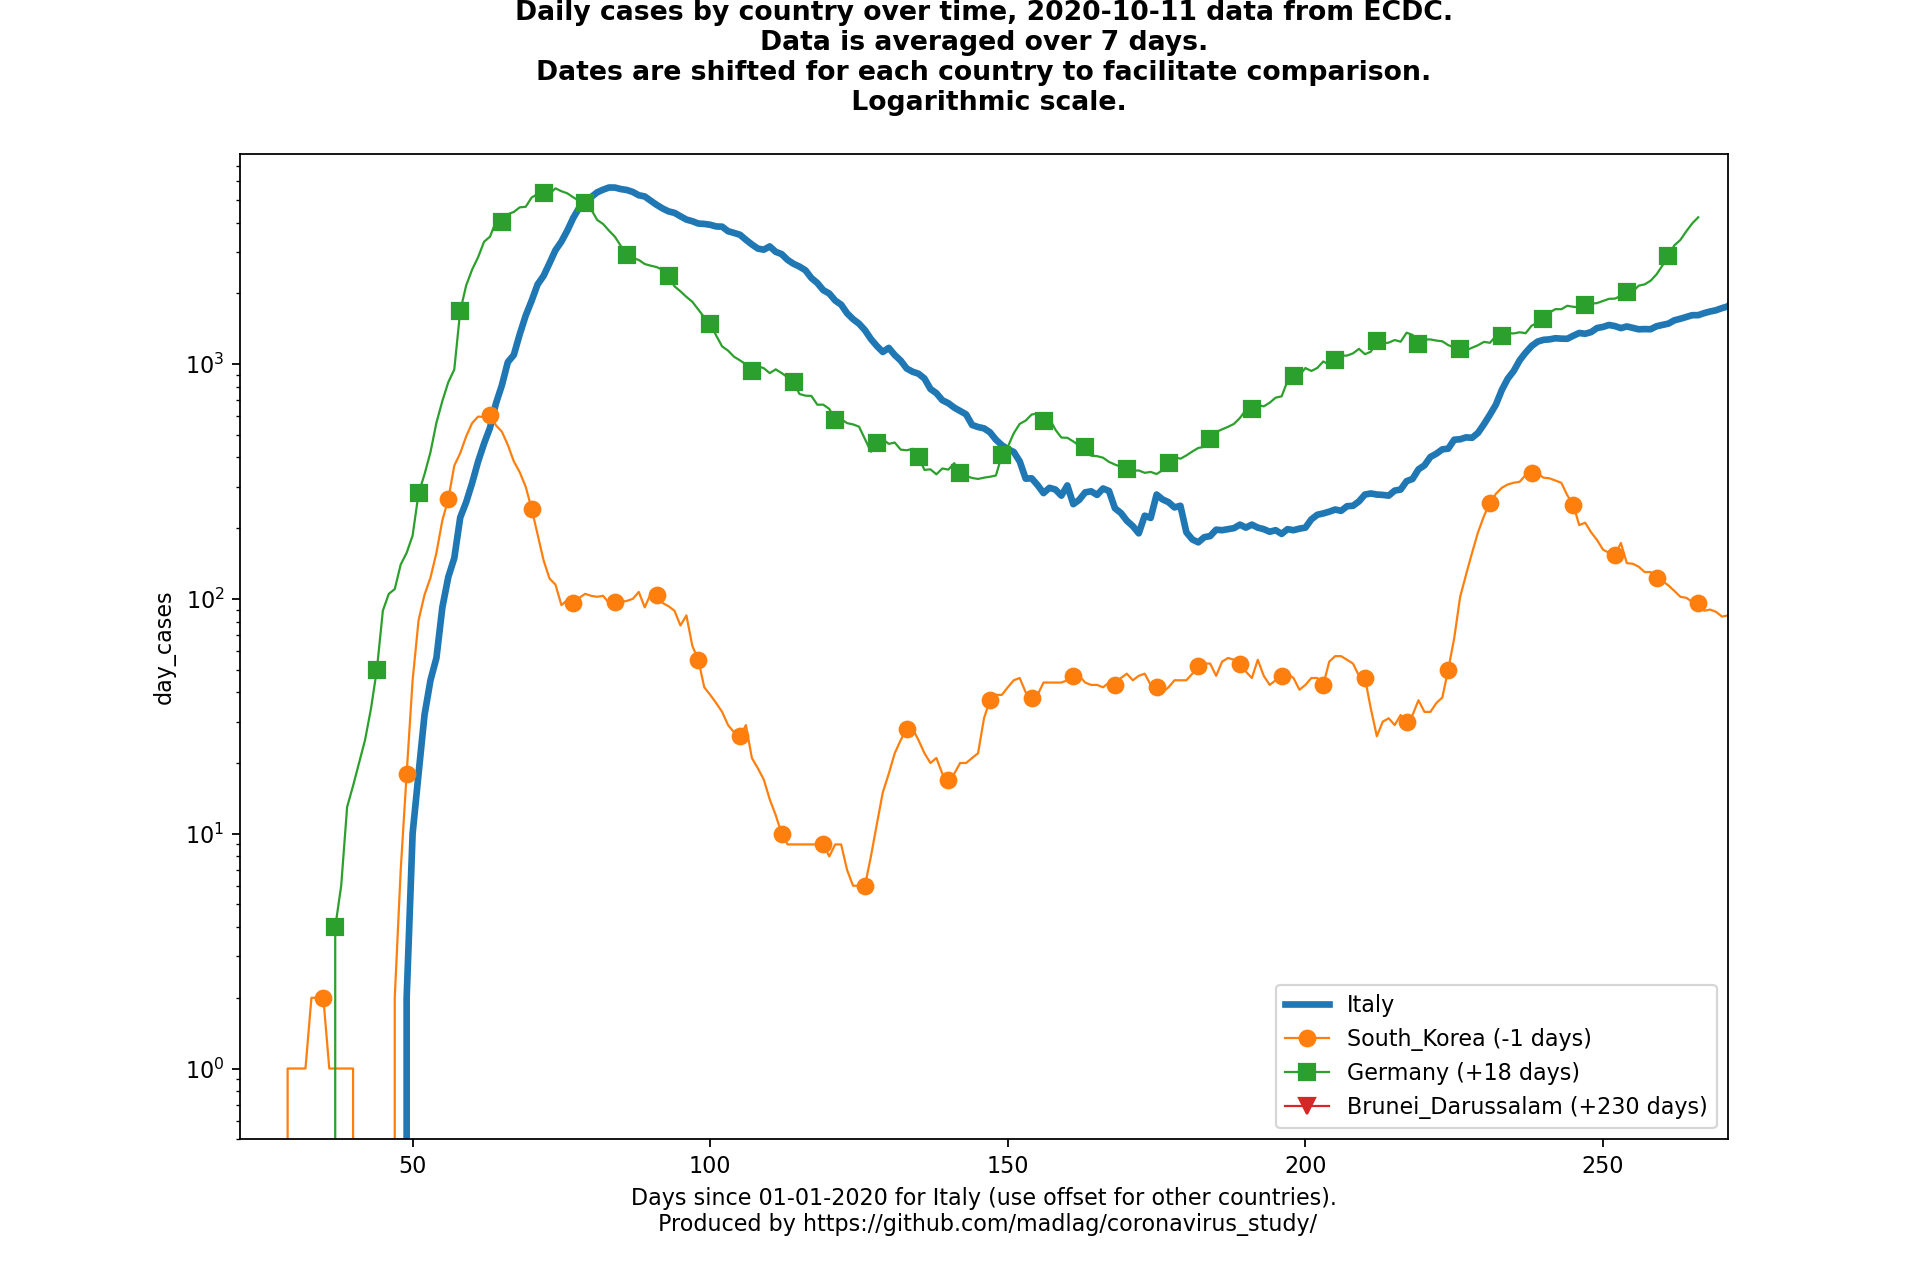 Daily cases by country over time, 2020-10-11 data from ECDC.
Data is averaged over 7 days.
Dates are shifted for each country to facilitate comparison.
Logarithmic scale.
day_cases
10³
10²
10¹
10⁰
Italy
South_Korea (-1 days)
Germany (+18 days)
Brunei_Darussalam (+230 days)
50 100 150 200 250
Days since 01-01-2020 for Italy (use offset for other countries).
Produced by https://github.com/madlag/coronavirus_study/